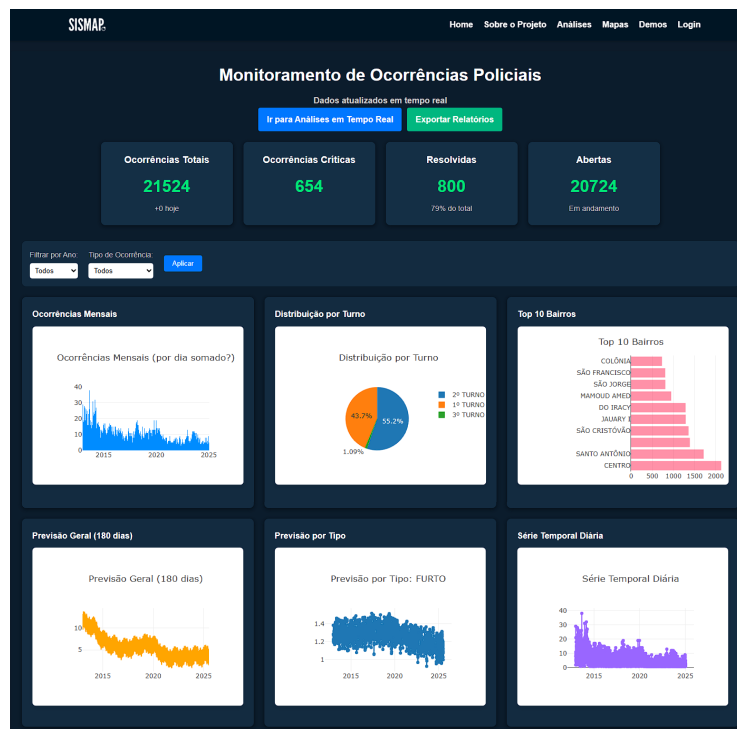 SISMAP
Home Sobre o Projeto Análises Mapas Demos Login
Monitoramento de Ocorrências Policiais
Dados atualizados em tempo real
Ir para Análises em Tempo Real Exportar Relatórios
Ocorrências Totais Ocorrências Críticas Resolvidas Abertas
21524 654 800 20724
+0 hoje 79% do total Em andamento
Filtrar por Ano: Tipo de Ocorrência:
Todos Todos Aplicar
Ocorrências Mensais
Ocorrências Mensais (por dia somado?)
40
30
20
10
0
2015 2020 2025
Distribuição por Turno
Distribuição por Turno
2º TURNO
1º TURNO
3º TURNO
43.7%
55.2%
1.09%
Top 10 Bairros
Top 10 Bairros
COLÔNIA
SÃO FRANCISCO
SÃO JORGE
MAMOUD AMED
DO IRACY
JAUARY I
SÃO CRISTÓVÃO
SANTO ANTÔNIO
CENTRO
0 500 1000 1500 2000
Previsão Geral (180 dias)
Previsão Geral (180 dias)
10
5
2015 2020 2025
Previsão por Tipo
Previsão por Tipo: FURTO
1.4
1.2
1
2015 2020 2025
Série Temporal Diária
Série Temporal Diária
40
30
20
10
0
2015 2020 2025